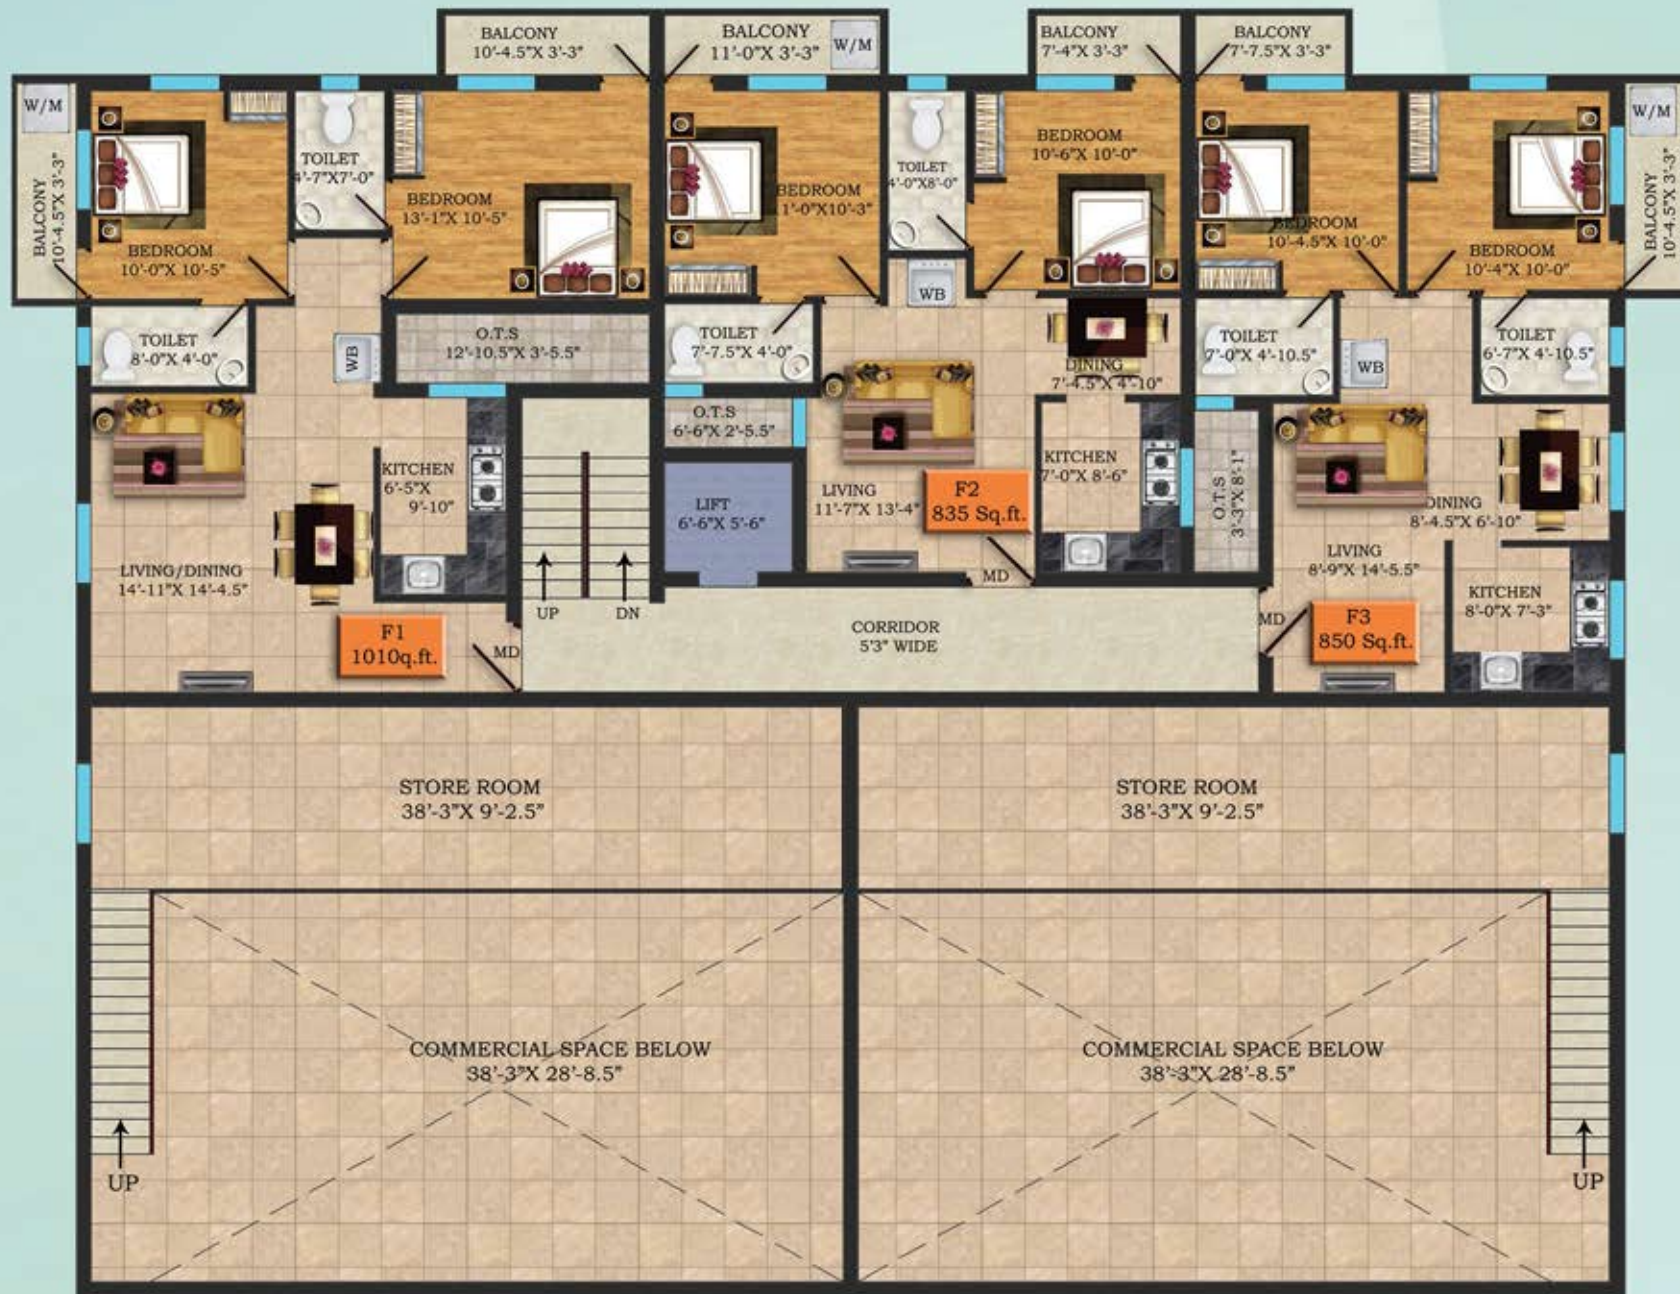 BALCONY
10'-4.5"X 3'-3"
BALCONY
11'-0"X 3'-3"
W/M
BALCONY
7'-4"X 3'-3"
BALCONY
7'-7.5"X 3'-3"
W/M
BALCONY
10'-4.5"X 3'-3"
BEDROOM
10'-0"X 10'-5"
TOILET
4'-7"X7'-0"
BEDROOM
13'-1"X 10'-5"
BEDROOM
11'-0"X10'-3"
TOILET
4'-0"X8'-0"
BEDROOM
10'-6"X 10'-0"
BEDROOM
10'-4.5"X 10'-0"
BEDROOM
10'-4"X 10'-0"
W/M
BALCONY
10'-4.5"X 3'-3"
TOILET
8'-0"X 4'-0"
WB
O.T.S
12'-10.5"X 3'-5.5"
TOILET
7'-7.5"X 4'-0"
WB
DINING
7'-4.5"X 4'-10"
TOILET
7'-0"X 4'-10.5"
WB
TOILET
6'-7"X 4'-10.5"
O.T.S
6'-6"X 2'-5.5"
KITCHEN
6'-5"X
9'-10"
LIFT
6'-6"X 5'-6"
LIVING
11'-7"X 13'-4"
F2
835 Sq.ft.
KITCHEN
7'-0"X 8'-6"
O.T.S
3'-3"X 8'-1"
DINING
8'-4.5"X 6'-10"
LIVING/DINING
14'-11"X 14'-4.5"
LIVING
8'-9"X 14'-5.5"
KITCHEN
8'-0"X 7'-3"
UP
DN
MD
F1
1010q.ft.
MD
CORRIDOR
5'3" WIDE
MD
F3
850 Sq.ft.
STORE ROOM
38'-3"X 9'-2.5"
STORE ROOM
38'-3"X 9'-2.5"
COMMERCIAL SPACE BELOW
38'-3"X 28'-8.5"
COMMERCIAL SPACE BELOW
38'-3"X 28'-8.5"
UP
UP